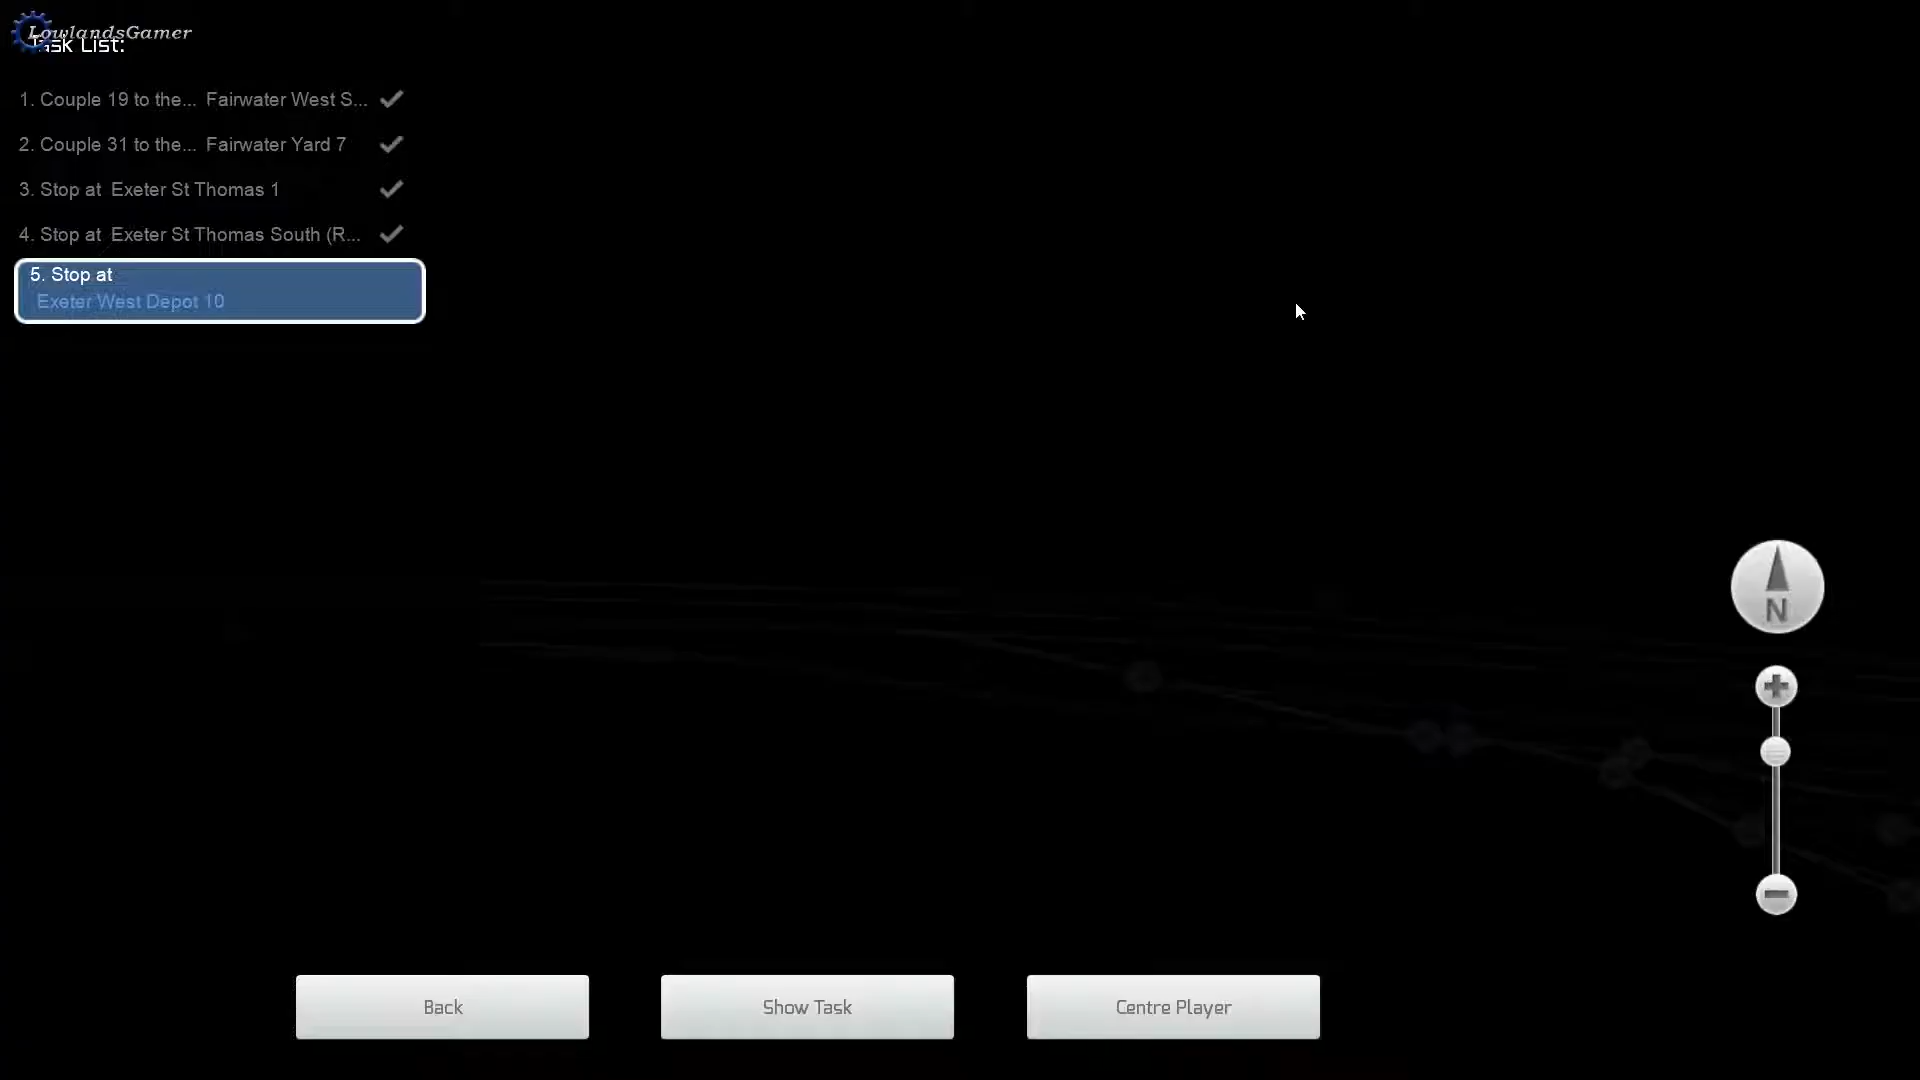 LowlandsGamer
Task List:
1. Couple 19 to the... Fairwater West S...
2. Couple 31 to the... Fairwater Yard 7
3. Stop at Exeter St Thomas 1
4. Stop at Exeter St Thomas South (R...
5. Stop at
Exeter West Depot 10
N
Back
Show Task
Centre Player